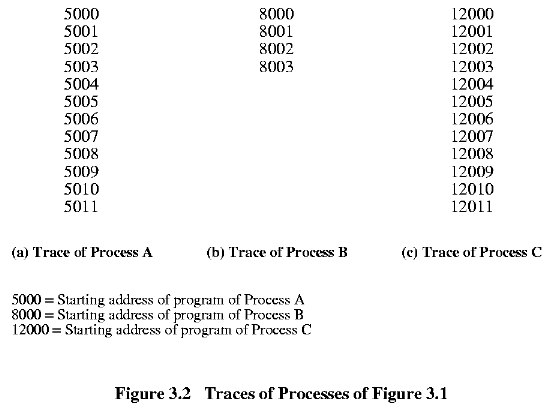 5000 8000 12000
5001 8001 12001
5002 8002 12002
5003 8003 12003
5004 12004
5005 12005
5006 12006
5007 12007
5008 12008
5009 12009
5010 12010
5011 12011
(a) Trace of Process A (b) Trace of Process B (c) Trace of Process C
5000 = Starting address of program of Process A
8000 = Starting address of program of Process B
12000 = Starting address of program of Process C
Figure 3.2 Traces of Processes of Figure 3.1